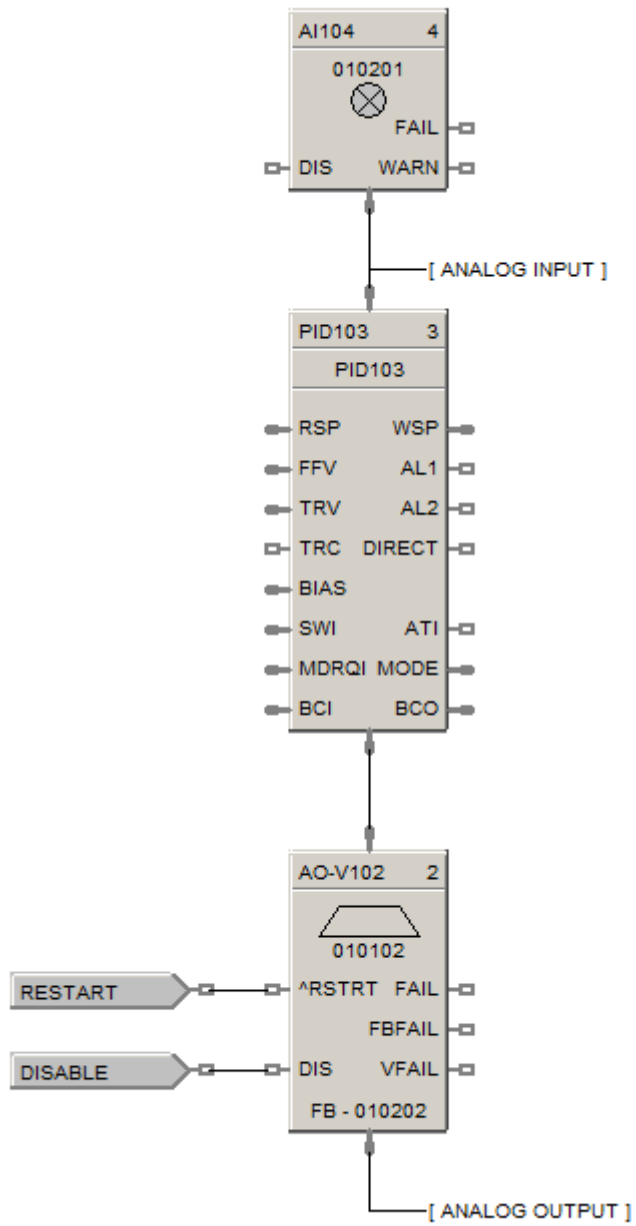 AI104 4
010201
FAIL
DIS WARN
[ ANALOG INPUT ]
PID103 3
PID103
RSP WSP
FFV AL1
TRV AL2
TRC DIRECT
BIAS
SWI ATI
MDRQI MODE
BCI BCO
AO-V102 2
010102
RESTART ^RSTRT FAIL
FBFAIL
DISABLE DIS VFAIL
FB - 010202
[ ANALOG OUTPUT ]